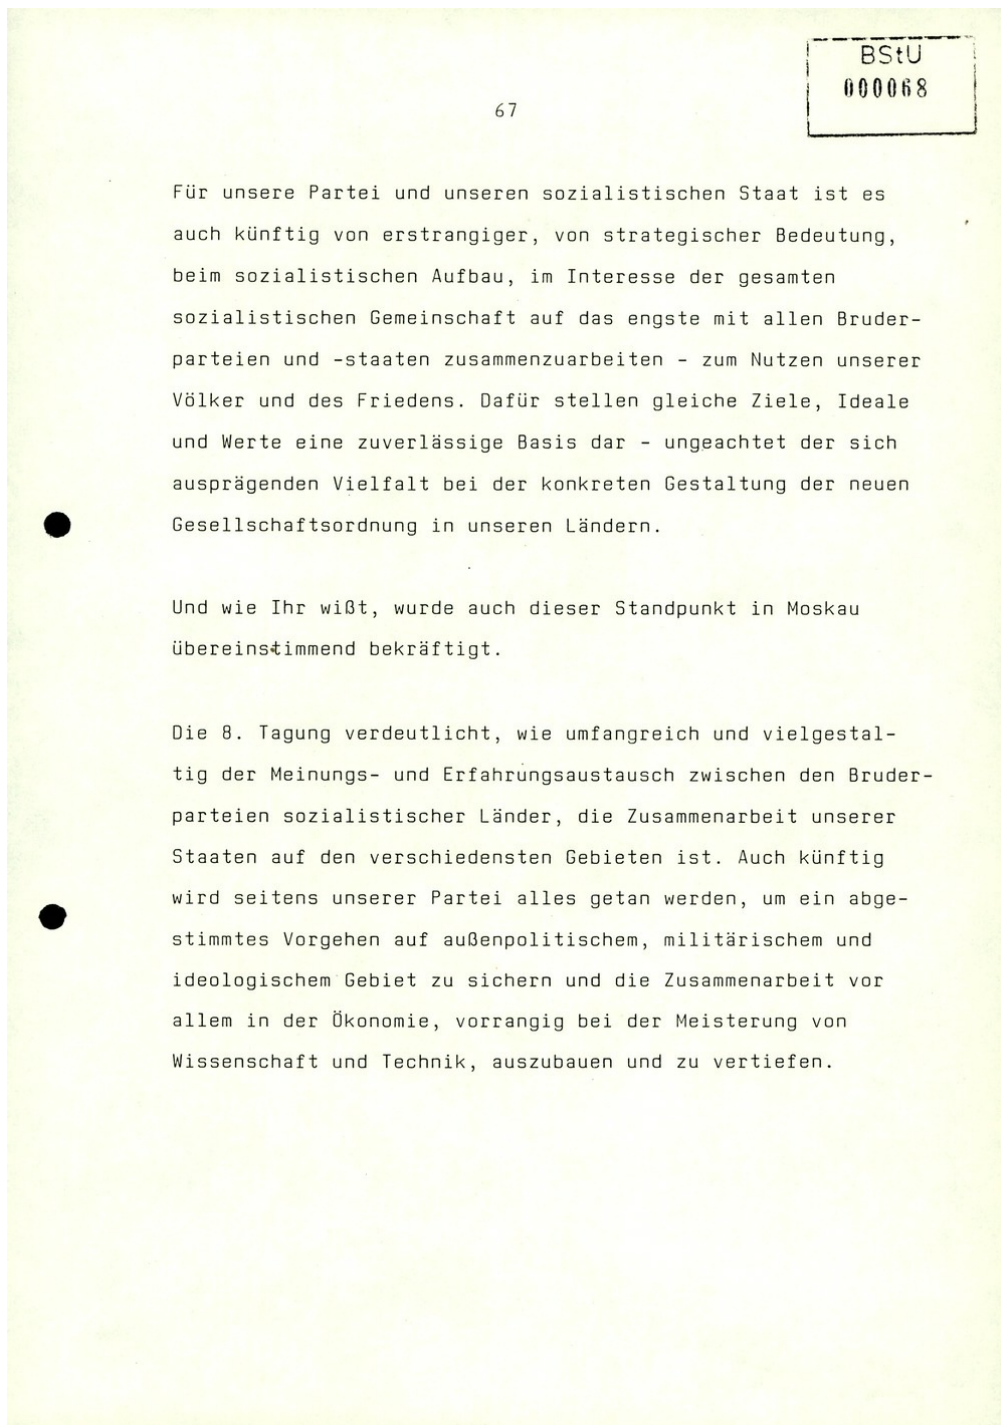 BStU
000068
67
Für unsere Partei und unseren sozialistischen Staat ist es
auch künftig von erstrangiger, von strategischer Bedeutung,
beim sozialistischen Aufbau, im Interesse der gesamten
sozialistischen Gemeinschaft auf das engste mit allen Bruder-
parteien und -staaten zusammenzuarbeiten - zum Nutzen unserer
Völker und des Friedens. Dafür stellen gleiche Ziele, Ideale
und Werte eine zuverlässige Basis dar - ungeachtet der sich
ausprägenden Vielfalt bei der konkreten Gestaltung der neuen
Gesellschaftsordnung in unseren Ländern.
Und wie Ihr wißt, wurde auch dieser Standpunkt in Moskau
übereinstimmend bekräftigt.
Die 8. Tagung verdeutlicht, wie umfangreich und vielgestal-
tig der Meinungs- und Erfahrungsaustausch zwischen den Bruder-
parteien sozialistischer Länder, die Zusammenarbeit unserer
Staaten auf den verschiedensten Gebieten ist. Auch künftig
wird seitens unserer Partei alles getan werden, um ein abge-
stimmtes Vorgehen auf außenpolitischem, militärischem und
ideologischem Gebiet zu sichern und die Zusammenarbeit vor
allem in der Ökonomie, vorrangig bei der Meisterung von
Wissenschaft und Technik, auszubauen und zu vertiefen.